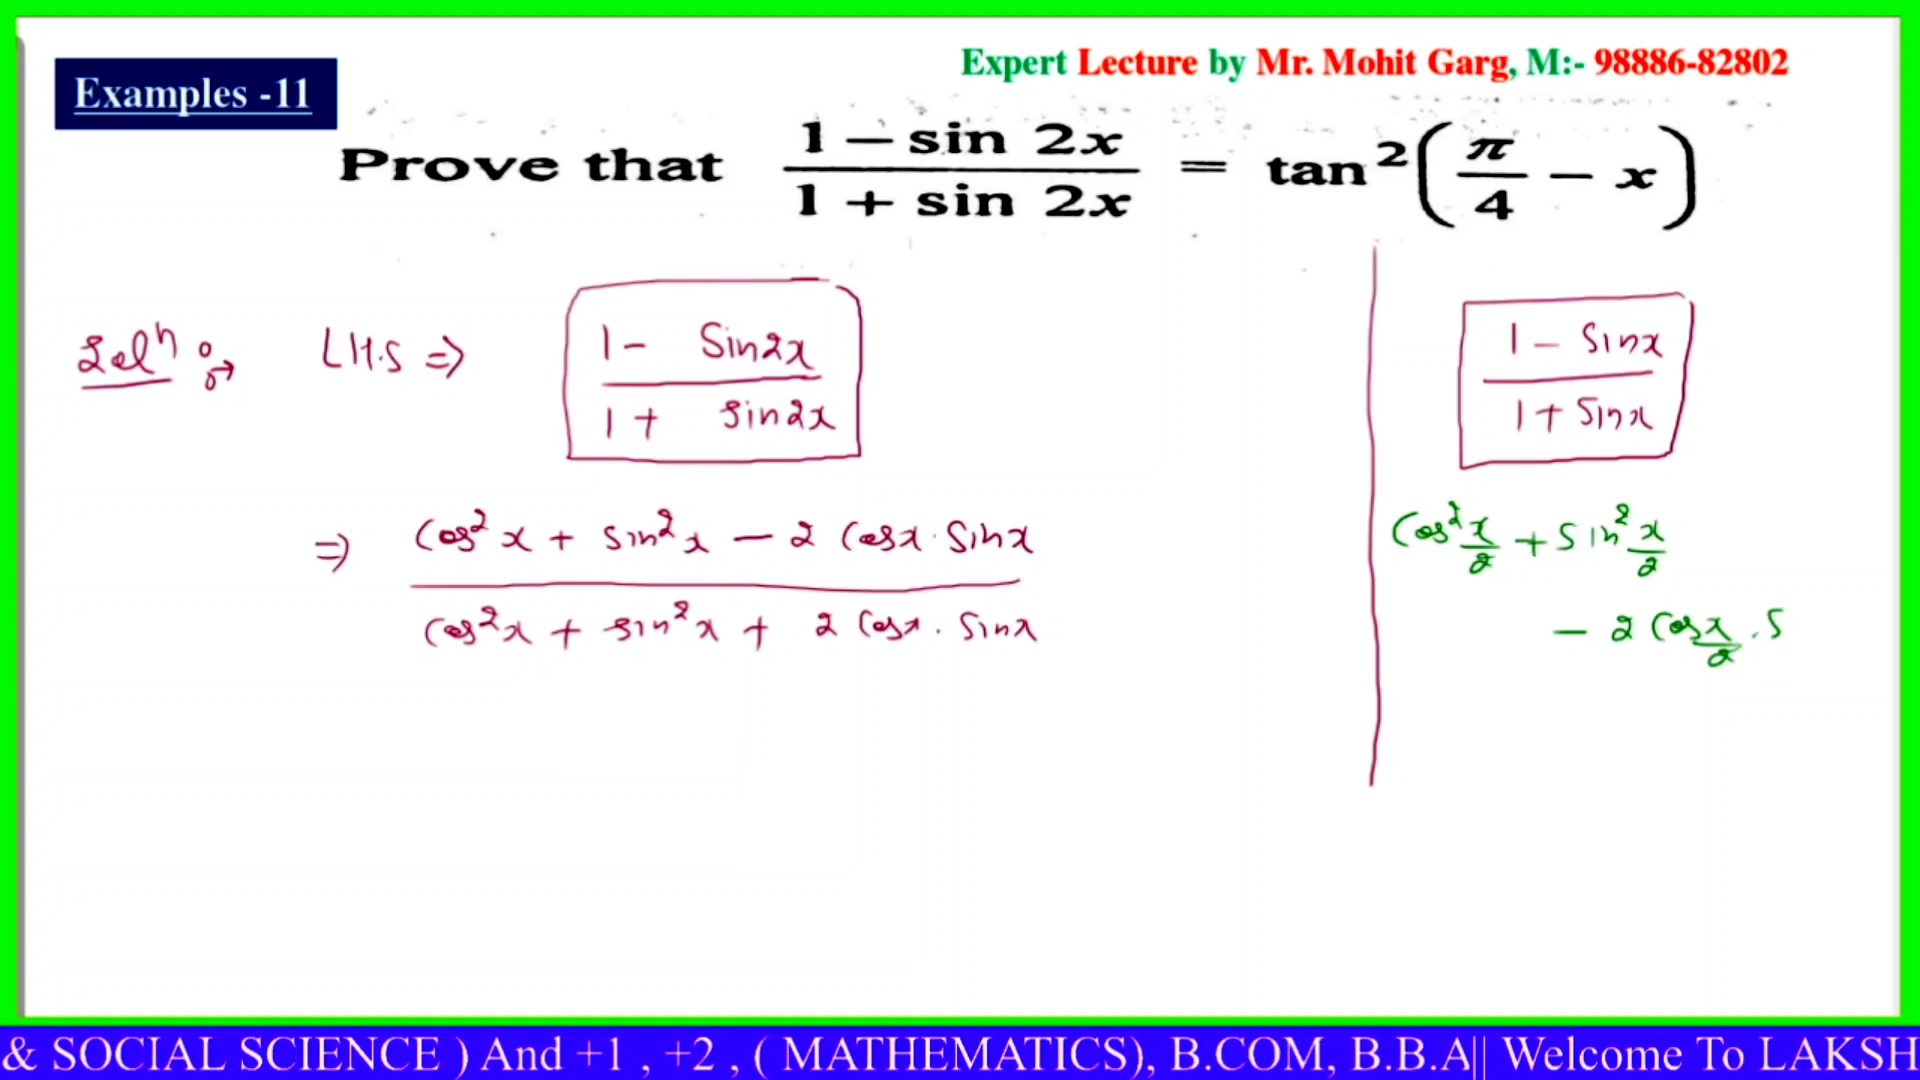 Expert Lecture by Mr. Mohit Garg, M:- 98886-82802
Examples -11
Prove that (1 − sin 2x)/(1 + sin 2x) = tan²(π/4 − x)
Solⁿ :→ L.H.S ⇒ (1 − Sin2x)/(1 + Sin2x)
⇒ (Cos²x + Sin²x − 2 Cosx · Sinx)/(Cos²x + Sin²x + 2 Cosx · Sinx)
(1 − Sinx)/(1 + Sinx)
Cos² x/2 + Sin² x/2
− 2 Cos x/2 . S
& SOCIAL SCIENCE ) And +1 , +2 , ( MATHEMATICS), B.COM, B.B.A|| Welcome To LAKSH